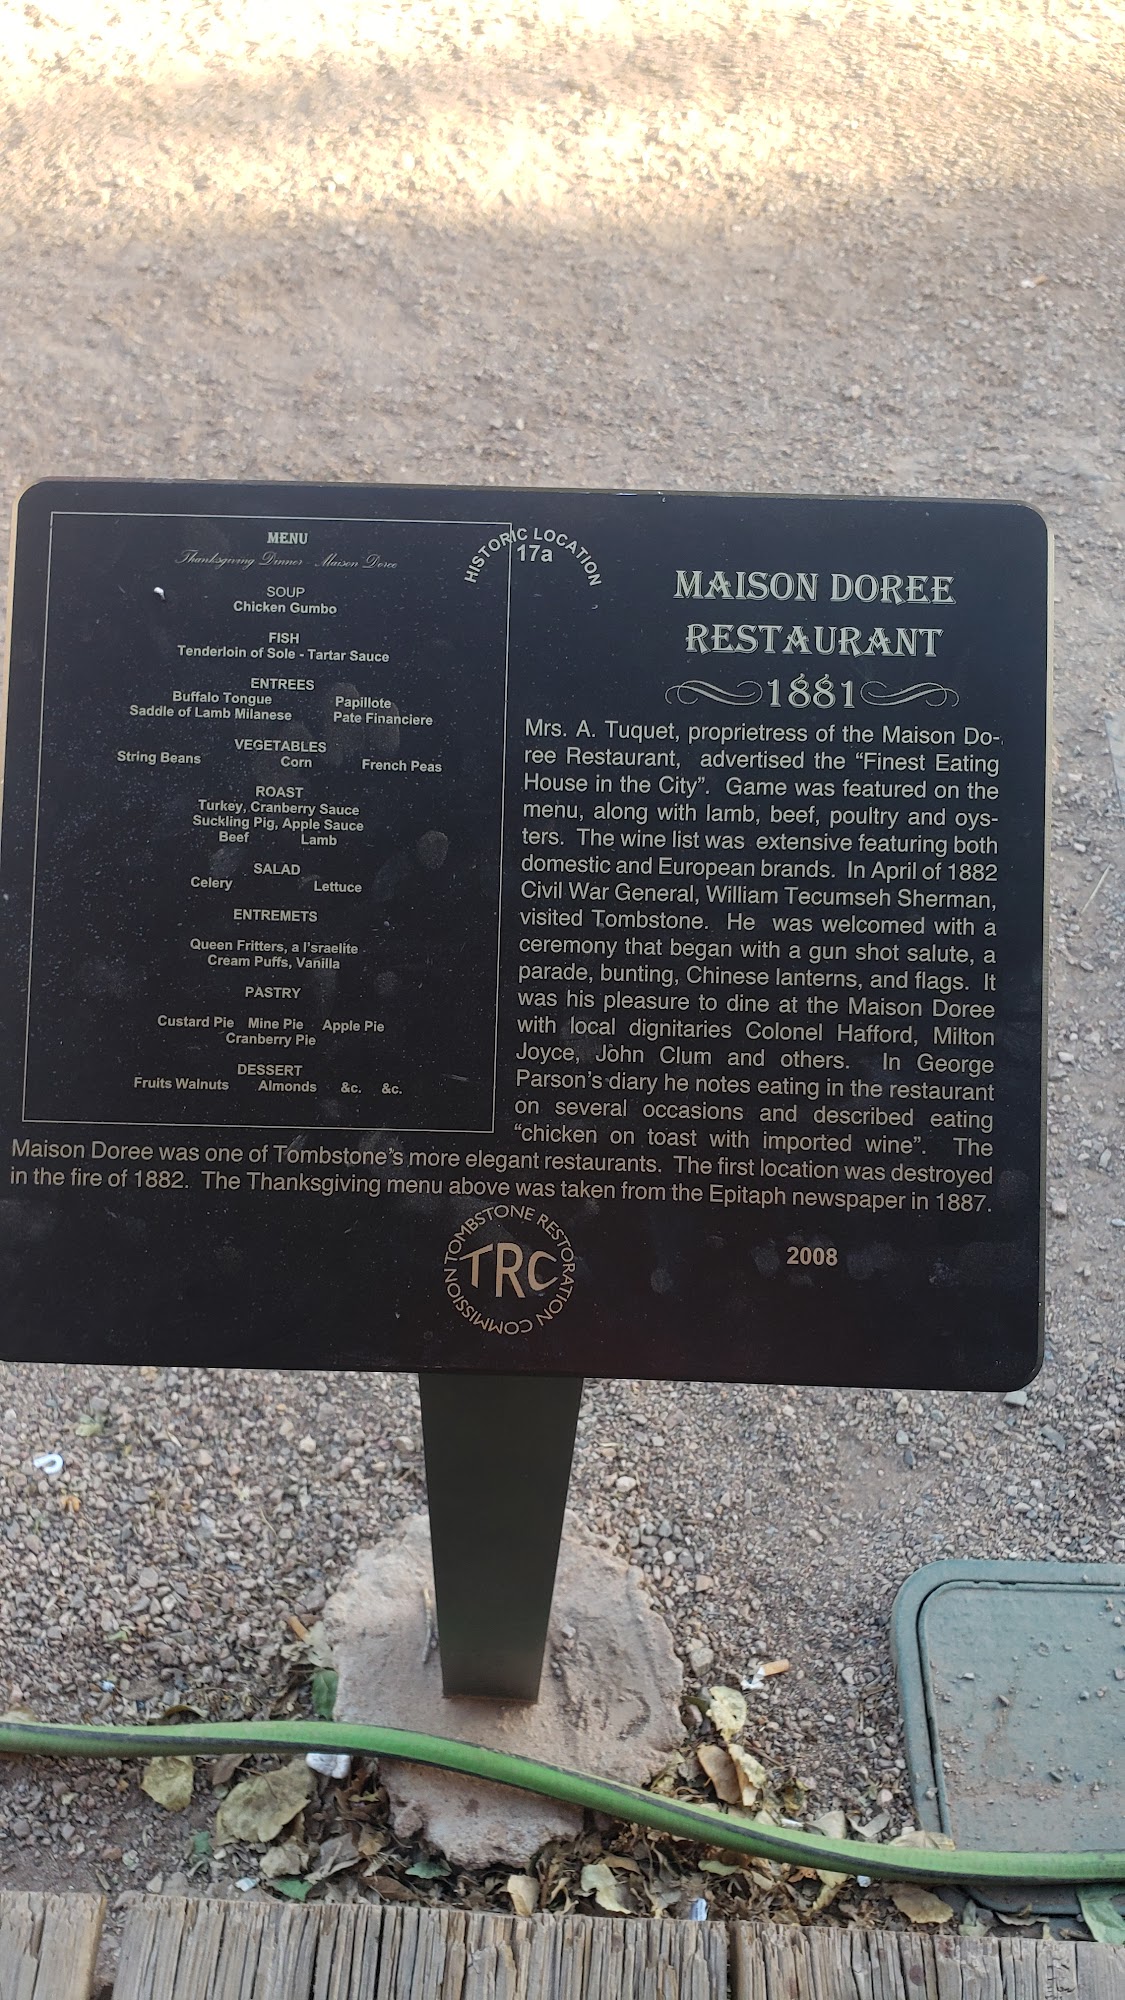 MENU
Thanksgiving Dinner - Maison Doree
SOUP
Chicken Gumbo
FISH
Tenderloin of Sole - Tartar Sauce
ENTREES
Buffalo Tongue Papillote
Saddle of Lamb Milanese Pate Financiere
VEGETABLES
String Beans Corn French Peas
ROAST
Turkey, Cranberry Sauce
Suckling Pig, Apple Sauce
Beef Lamb
SALAD
Celery Lettuce
ENTREMETS
Queen Fritters, a l'sraelite
Cream Puffs, Vanilla
PASTRY
Custard Pie Mine Pie Apple Pie
Cranberry Pie
DESSERT
Fruits Walnuts Almonds &c. &c.
HISTORIC LOCATION
17a
MAISON DOREE
RESTAURANT
1881
Mrs. A. Tuquet, proprietress of the Maison Do-
ree Restaurant, advertised the “Finest Eating
House in the City”. Game was featured on the
menu, along with lamb, beef, poultry and oys-
ters. The wine list was extensive featuring both
domestic and European brands. In April of 1882
Civil War General, William Tecumseh Sherman,
visited Tombstone. He was welcomed with a
ceremony that began with a gun shot salute, a
parade, bunting, Chinese lanterns, and flags. It
was his pleasure to dine at the Maison Doree
with local dignitaries Colonel Hafford, Milton
Joyce, John Clum and others. In George
Parson's diary he notes eating in the restaurant
on several occasions and described eating
“chicken on toast with imported wine”. The
Maison Doree was one of Tombstone's more elegant restaurants. The first location was destroyed
in the fire of 1882. The Thanksgiving menu above was taken from the Epitaph newspaper in 1887.
TOMBSTONE RESTORATION COMMISSION
TRC
2008